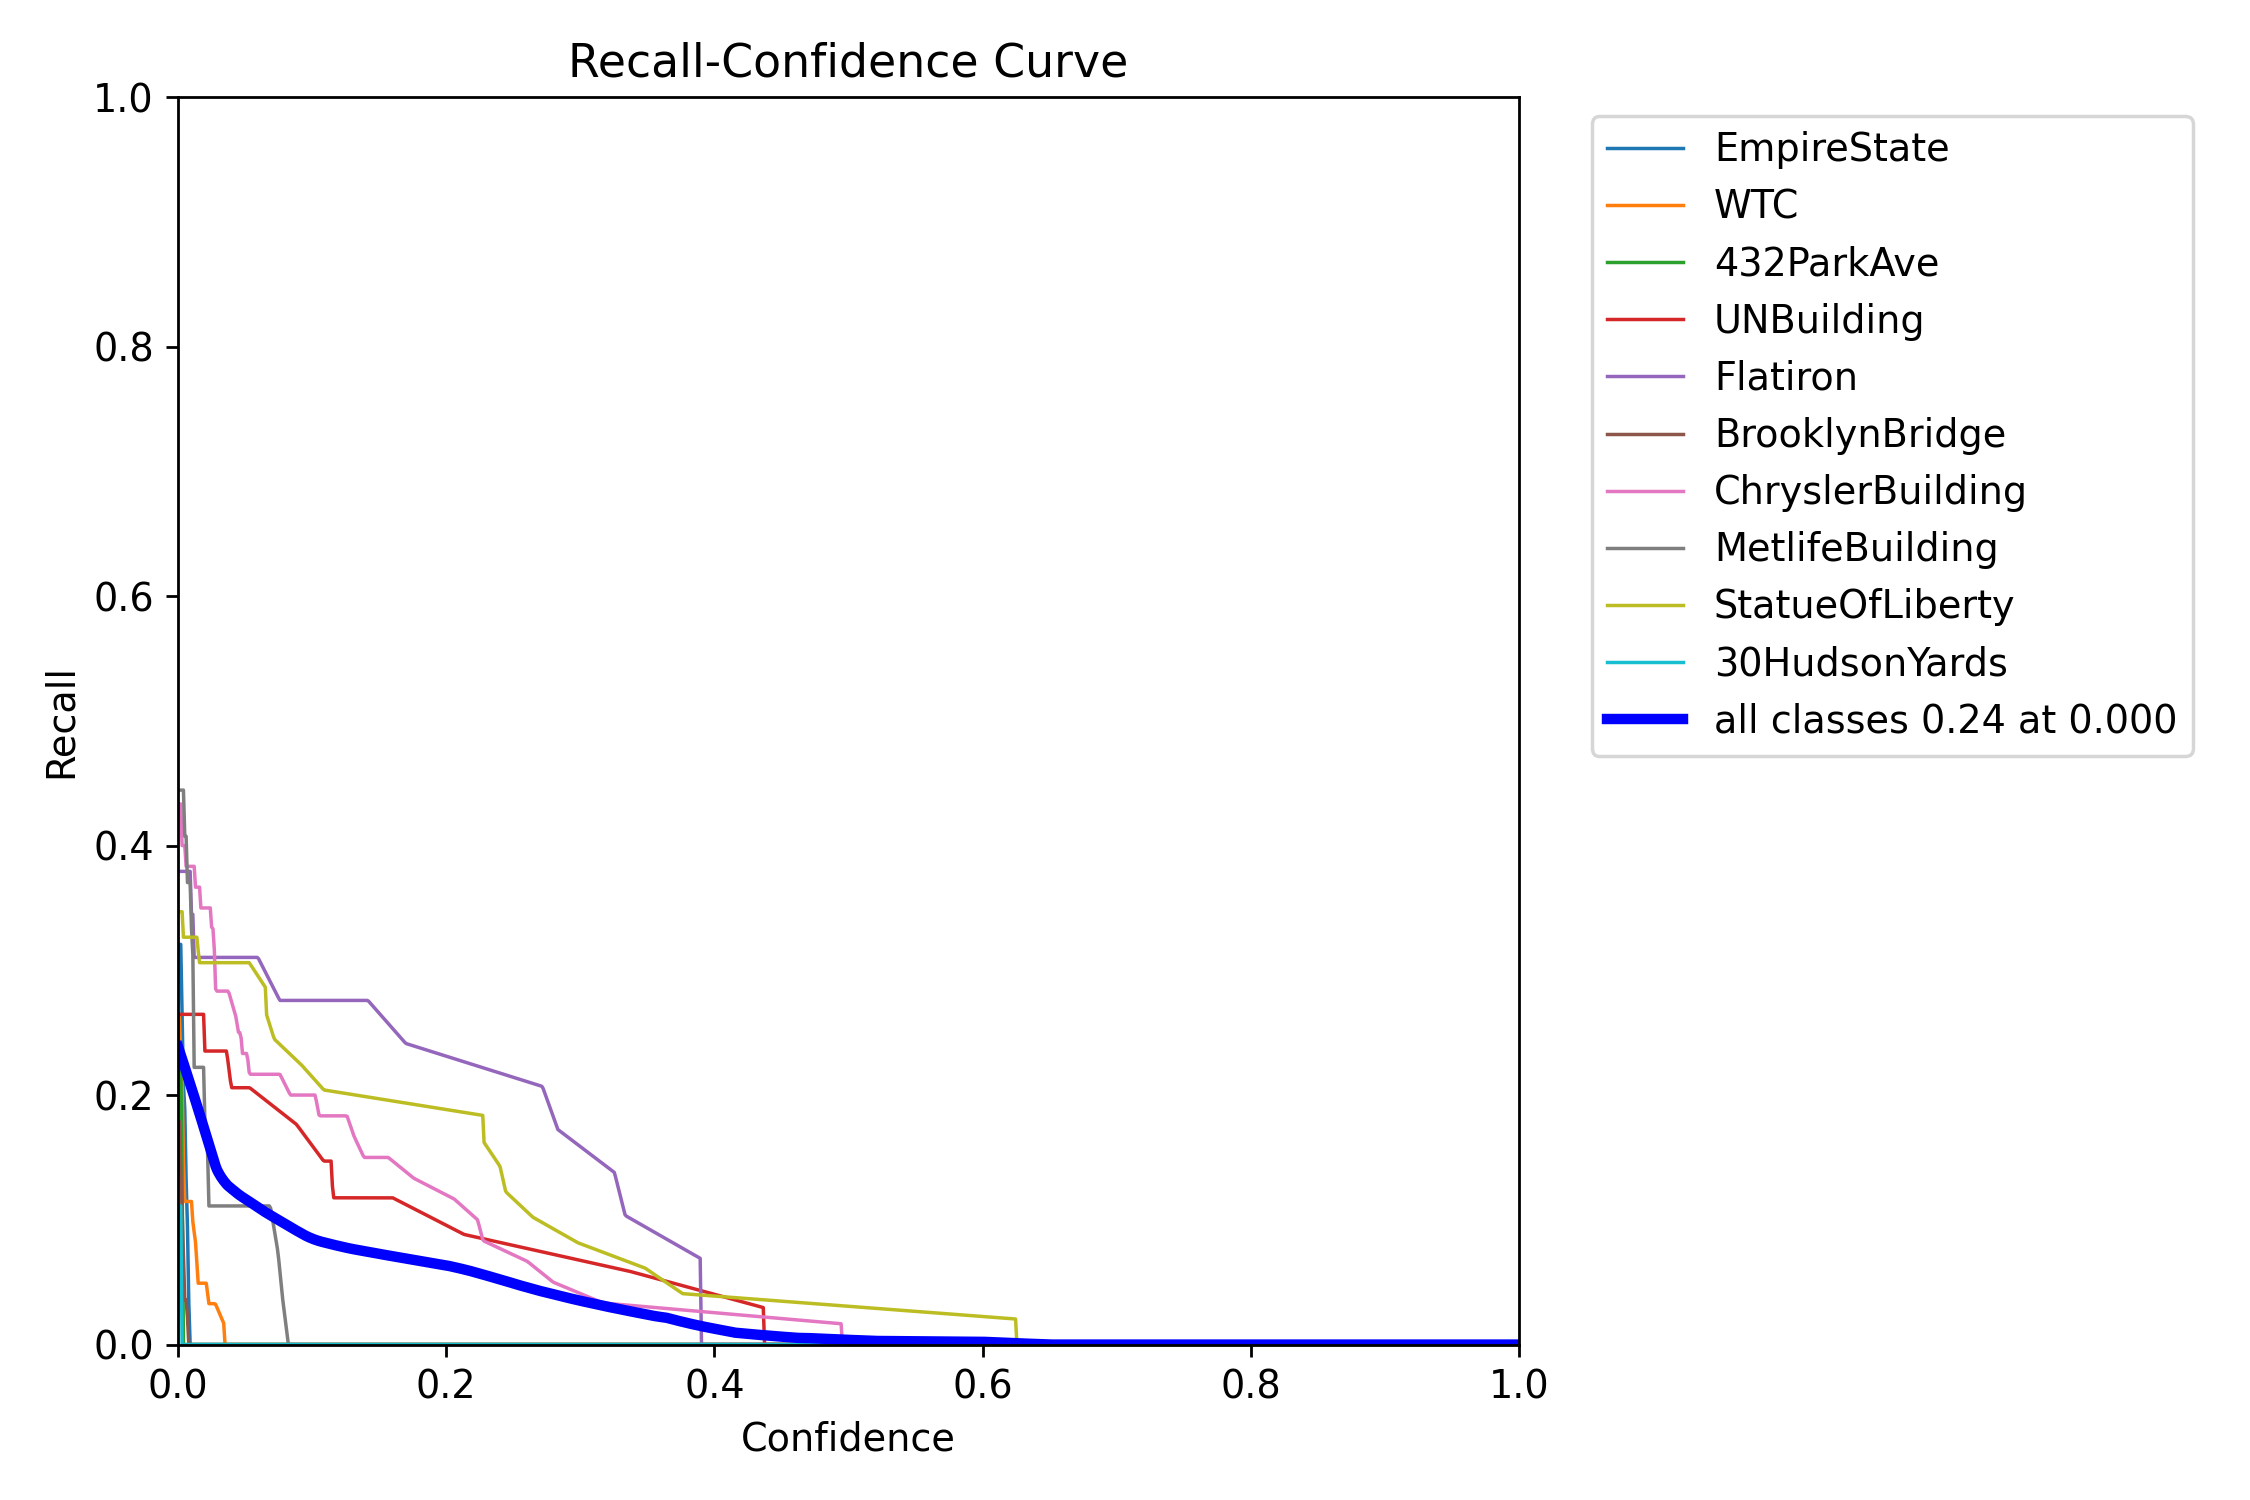 Recall-Confidence Curve
1.0
0.8
0.6
0.4
0.2
0.0
Recall
0.0 0.2 0.4 0.6 0.8 1.0
Confidence
EmpireState
WTC
432ParkAve
UNBuilding
Flatiron
BrooklynBridge
ChryslerBuilding
MetlifeBuilding
StatueOfLiberty
30HudsonYards
all classes 0.24 at 0.000